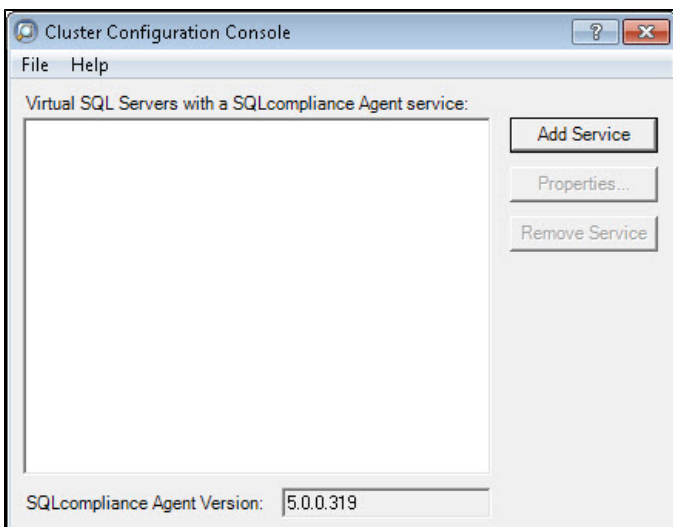 Cluster Configuration Console
File Help
Virtual SQL Servers with a SQLcompliance Agent service:
Add Service
Properties...
Remove Service
SQLcompliance Agent Version: 5.0.0.319